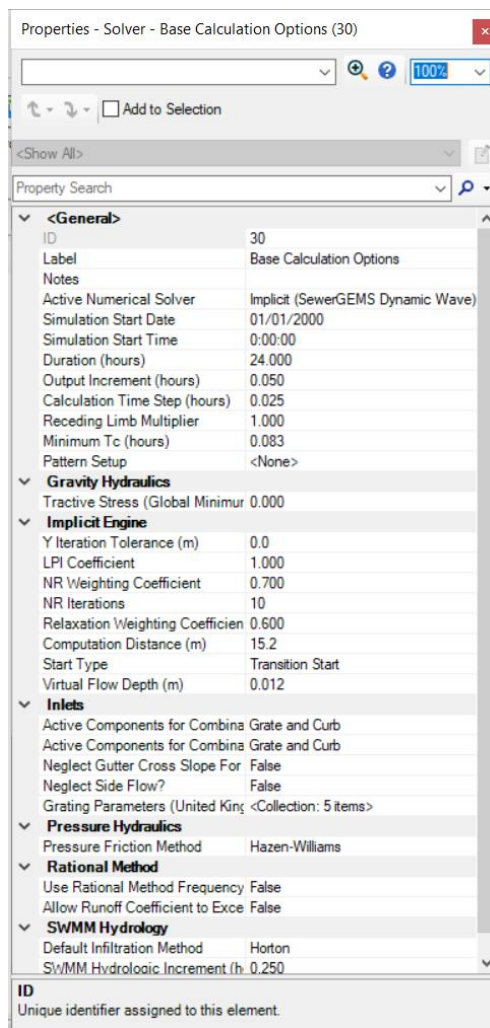 Properties - Solver - Base Calculation Options (30)
100%
Add to Selection
<Show All>
Property Search
<General>
ID 30
Label Base Calculation Options
Notes
Active Numerical Solver Implicit (SewerGEMS Dynamic Wave)
Simulation Start Date 01/01/2000
Simulation Start Time 0:00:00
Duration (hours) 24.000
Output Increment (hours) 0.050
Calculation Time Step (hours) 0.025
Receding Limb Multiplier 1.000
Minimum Tc (hours) 0.083
Pattern Setup <None>
Gravity Hydraulics
Tractive Stress (Global Minimur 0.000
Implicit Engine
Y Iteration Tolerance (m) 0.0
LPI Coefficient 1.000
NR Weighting Coefficient 0.700
NR Iterations 10
Relaxation Weighting Coefficien 0.600
Computation Distance (m) 15.2
Start Type Transition Start
Virtual Flow Depth (m) 0.012
Inlets
Active Components for Combina Grate and Curb
Active Components for Combina Grate and Curb
Neglect Gutter Cross Slope For False
Neglect Side Flow? False
Grating Parameters (United King <Collection: 5 items>
Pressure Hydraulics
Pressure Friction Method Hazen-Williams
Rational Method
Use Rational Method Frequency False
Allow Runoff Coefficient to Exce False
SWMM Hydrology
Default Infiltration Method Horton
SWMM Hydrologic Increment (h 0.250
ID
Unique identifier assigned to this element.